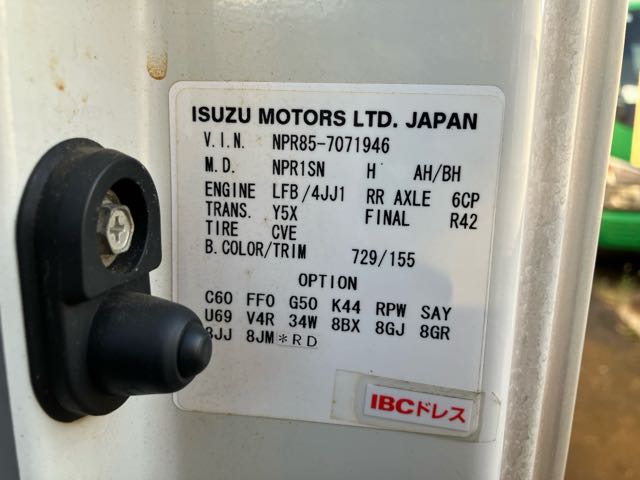 ISUZU MOTORS LTD. JAPAN
V.I.N. NPR85-7071946
M.D. NPR1SN H AH/BH
ENGINE LFB/4JJ1 RR AXLE 6CP
TRANS. Y5X FINAL R42
TIRE CVE
B.COLOR/TRIM 729/155
OPTION
C60 FF0 G50 K44 RPW SAY
U69 V4R 34W 8BX 8GJ 8GR
8JJ 8JM *RD
IBCドレス